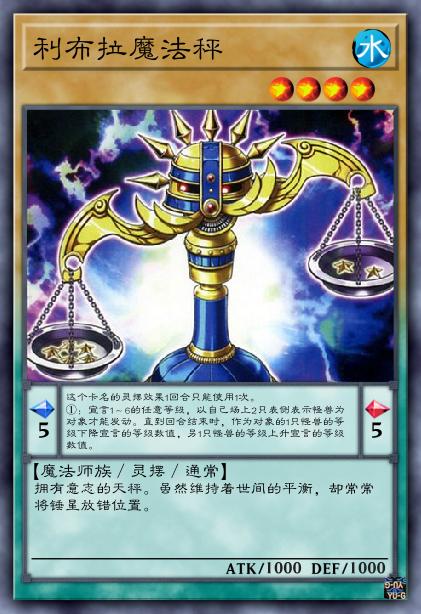 利布拉魔法秤
水
这个卡名的灵摆效果1回合只能使用1次。
①：宣言1～6的任意等级，以自己场上2只表侧表示怪兽为
对象才能发动。直到回合结束时，作为对象的1只怪兽的等
级下降宣言的等级数值，另1只怪兽的等级上升宣言的等级
数值。
5
5
【魔法师族／灵摆／通常】
拥有意志的天秤。虽然维持着世间的平衡，却常常
将锤星放错位置。
ATK/1000 DEF/1000